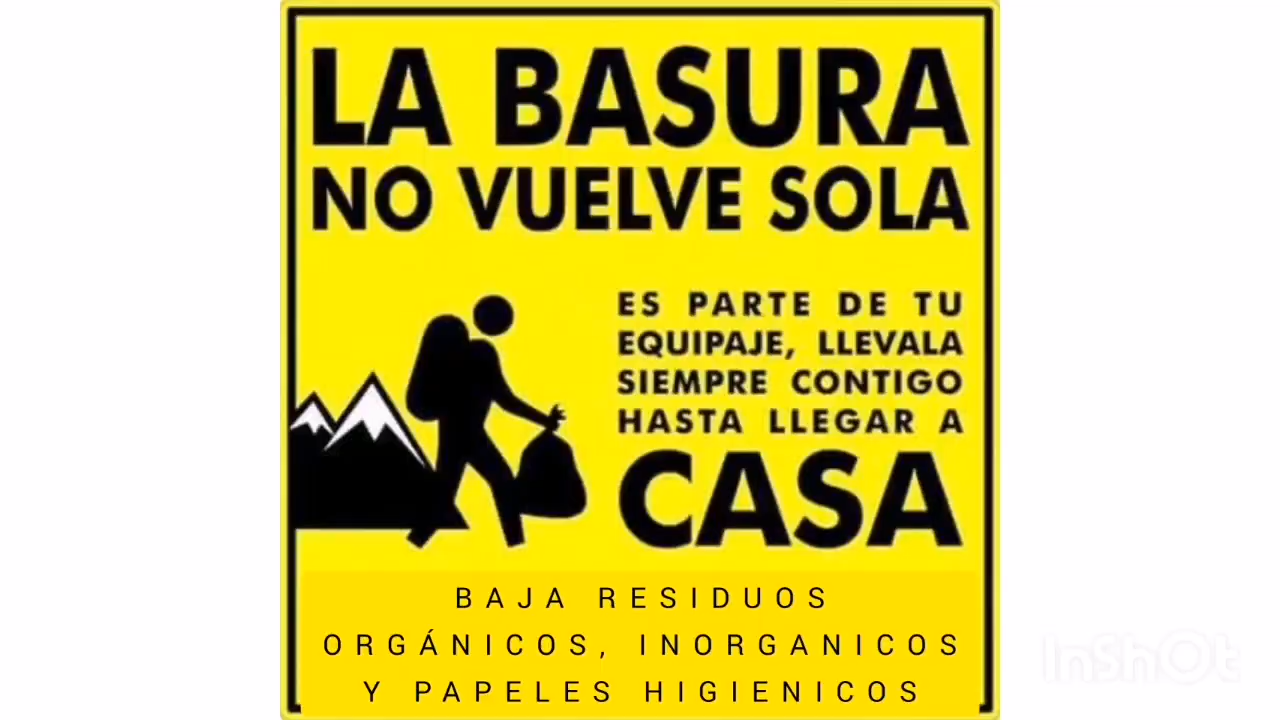 LA BASURA
NO VUELVE SOLA
ES PARTE DE TU
EQUIPAJE, LLEVALA
SIEMPRE CONTIGO
HASTA LLEGAR A
CASA
BAJA RESIDUOS
ORGÁNICOS, INORGANICOS
Y PAPELES HIGIENICOS
InShOt